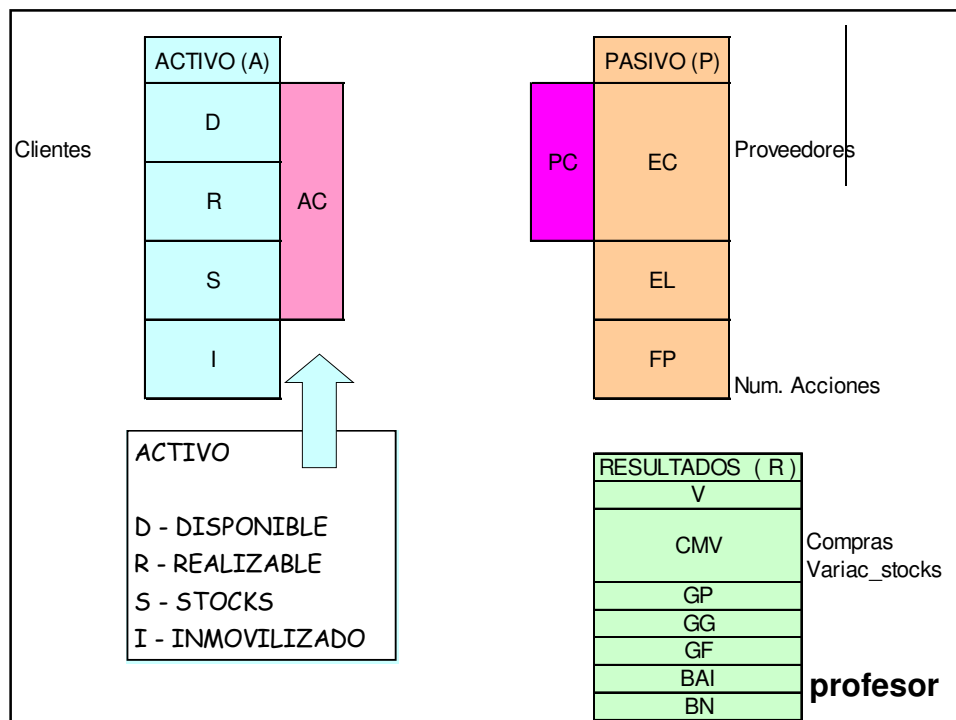 ACTIVO (A)
D
Clientes
R
AC
S
I
PASIVO (P)
PC
EC
Proveedores
EL
FP
Num. Acciones
ACTIVO
D - DISPONIBLE
R - REALIZABLE
S - STOCKS
I - INMOVILIZADO
RESULTADOS ( R )
V
CMV
Compras
Variac_stocks
GP
GG
GF
BAI
BN
profesor